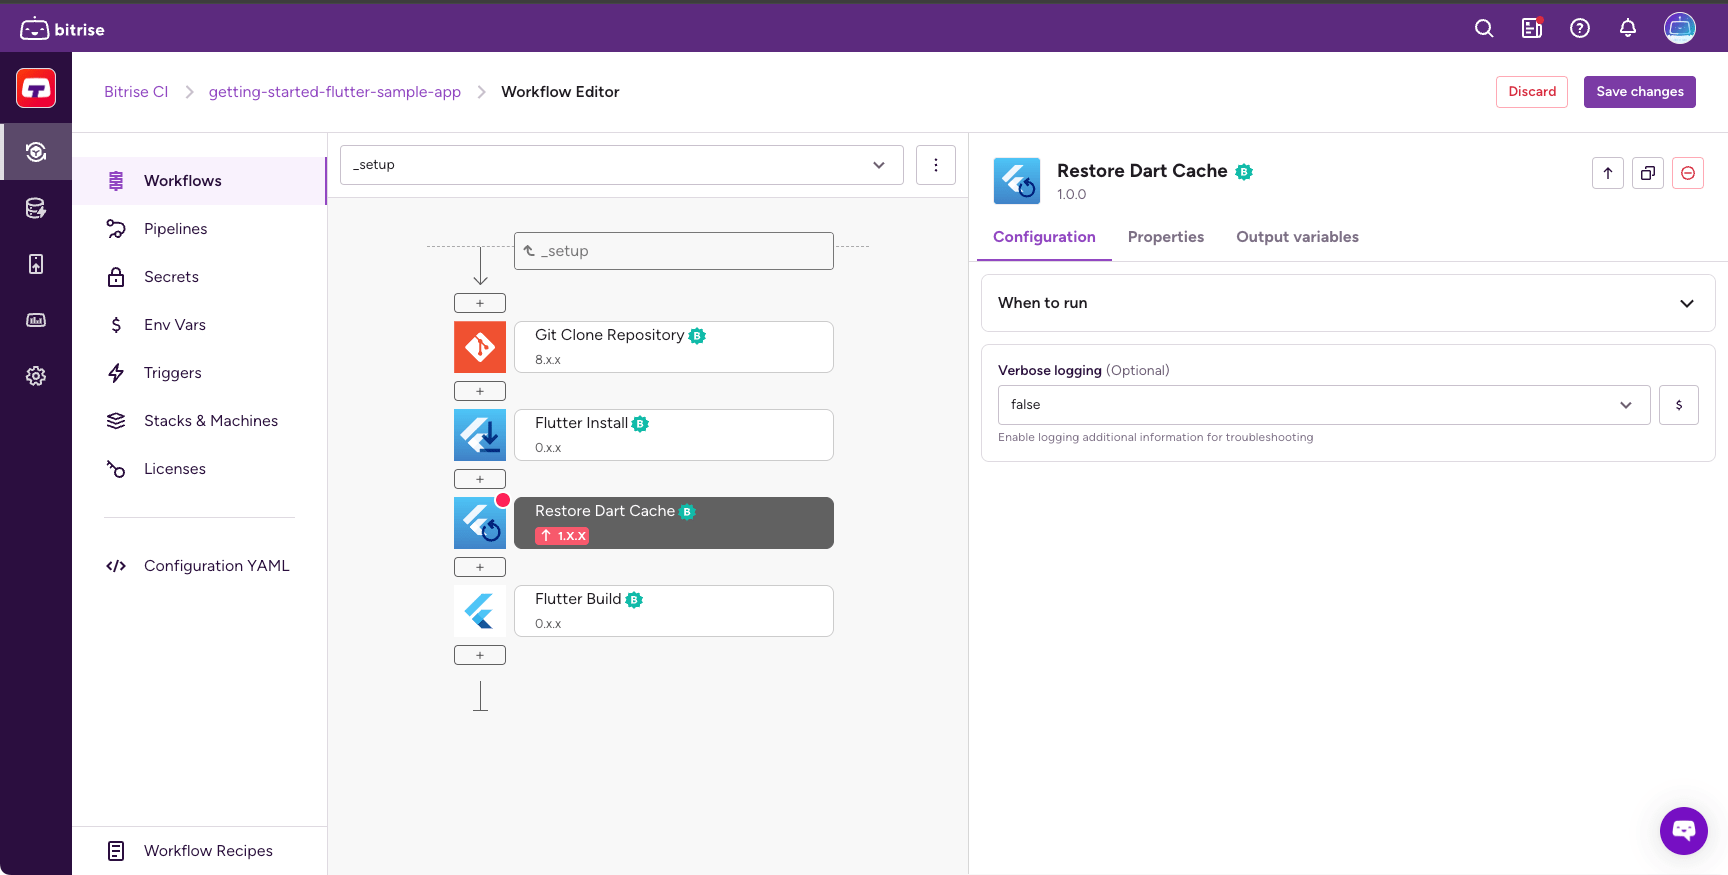 bitrise
Bitrise CI
getting-started-flutter-sample-app
Workflow Editor
Discard
Save changes
Workflows
Pipelines
Secrets
$ Env Vars
Triggers
Stacks & Machines
Licenses
</> Configuration YAML
Workflow Recipes
_setup
_setup
+
Git Clone Repository B
8.x.x
+
Flutter Install B
0.x.x
+
Restore Dart Cache B
1.X.X
+
Flutter Build B
0.x.x
+
Restore Dart Cache B
1.0.0
Configuration
Properties
Output variables
When to run
Verbose logging (Optional)
false
$
Enable logging additional information for troubleshooting